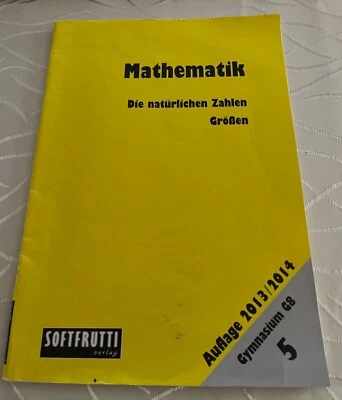 Mathematik
Die natürlichen Zahlen
Größen
Auflage 2013/2014
Gymnasium G8
5
SOFTFRUTTI
verlag